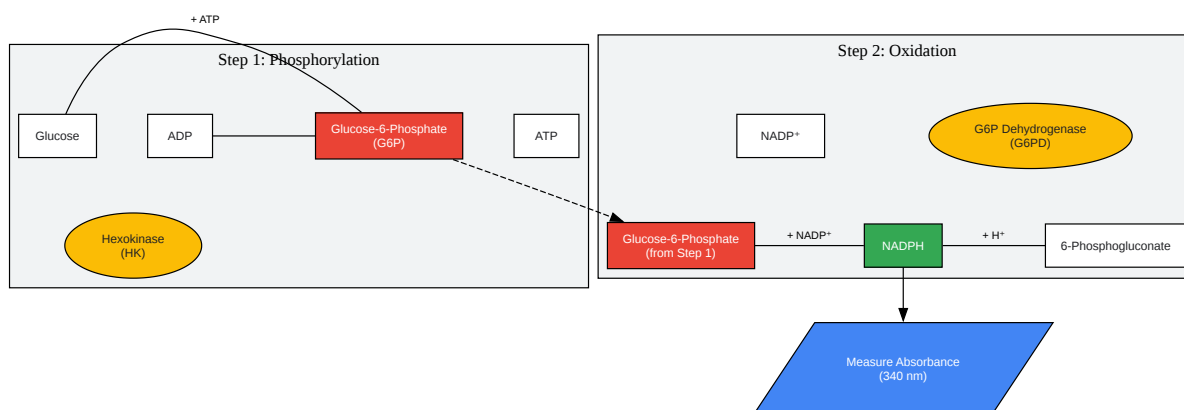 + ATP
Step 1: Phosphorylation
Glucose
ADP
Glucose-6-Phosphate
(G6P)
ATP
Hexokinase
(HK)
Step 2: Oxidation
NADP⁺
G6P Dehydrogenase
(G6PD)
Glucose-6-Phosphate
(from Step 1)
+ NADP⁺
NADPH
+ H⁺
6-Phosphogluconate
Measure Absorbance
(340 nm)